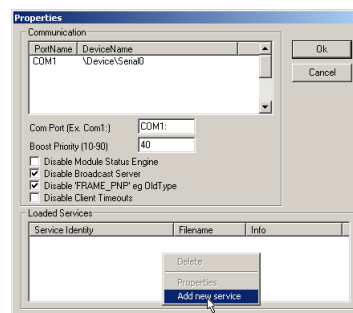 Properties
Communication
PortName DeviceName
COM1 \Device\Serial0
Ok
Cancel
Com Port (Ex. Com1:) COM1:
Boost Priority (10-90) 40
Disable Module Status Engine
Disable Broadcast Server
Disable 'FRAME_PNP' eg OldType
Disable Client Timeouts
Loaded Services
Service Identity Filename Info
Delete
Properties
Add new service